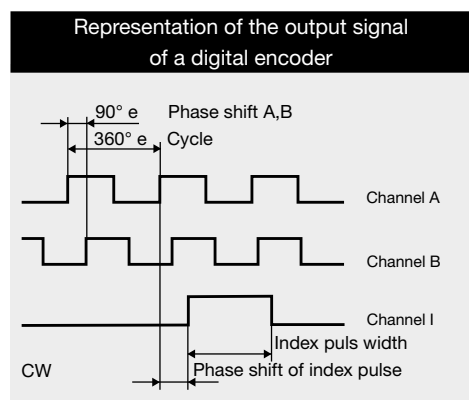 Representation of the output signal
of a digital encoder
90° e Phase shift A,B
360° e Cycle
Channel A
Channel B
Channel I
Index puls width
CW Phase shift of index pulse